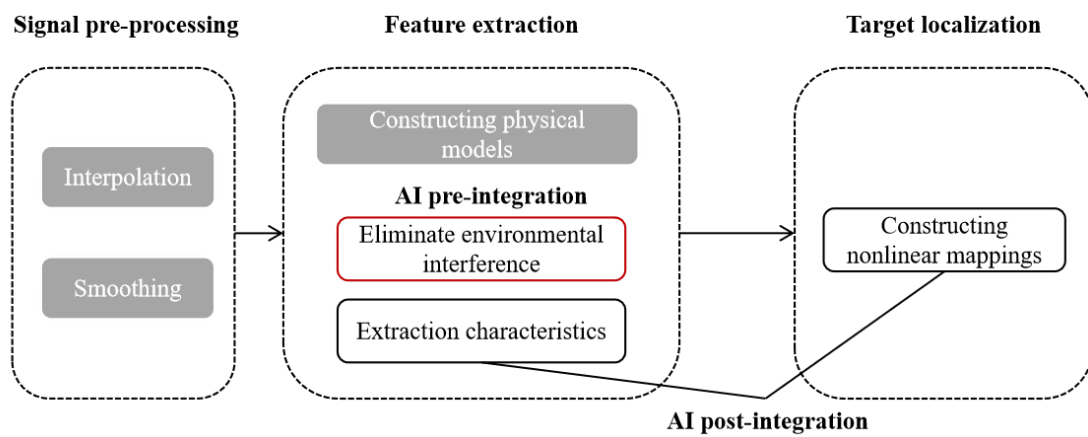 Signal pre-processing
Interpolation
Smoothing
Feature extraction
Constructing physical
models
AI pre-integration
Eliminate environmental
interference
Extraction characteristics
Target localization
Constructing
nonlinear mappings
AI post-integration